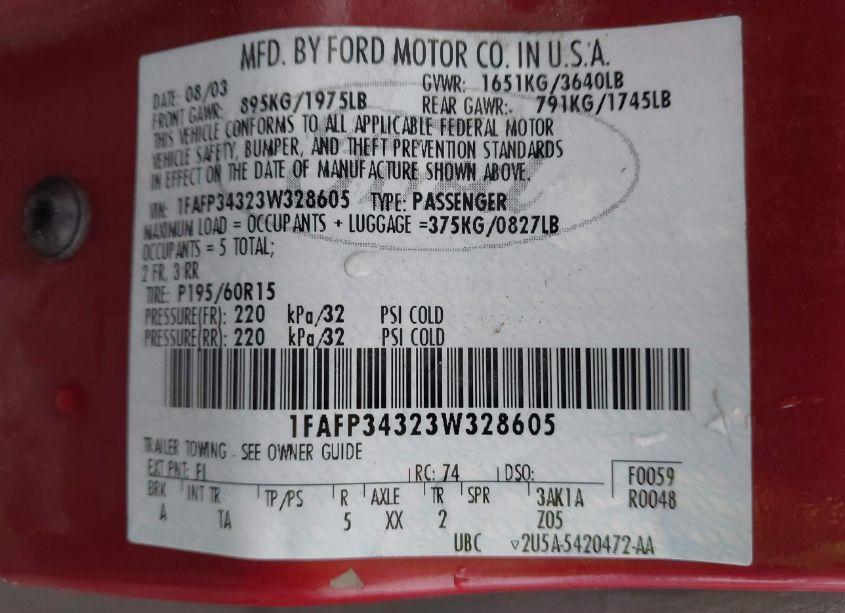 MFD. BY FORD MOTOR CO. IN U.S.A.
DATE: 08/03 GVWR: 1651KG/3640LB
FRONT GAWR: 895KG/1975LB REAR GAWR: 791KG/1745LB
THIS VEHICLE CONFORMS TO ALL APPLICABLE FEDERAL MOTOR
VEHICLE SAFETY, BUMPER, AND THEFT PREVENTION STANDARDS
IN EFFECT ON THE DATE OF MANUFACTURE SHOWN ABOVE.
VIN: 1FAFP34323W328605 TYPE: PASSENGER
MAXIMUM LOAD = OCCUPANTS + LUGGAGE =375KG/0827LB
OCCUPANTS = 5 TOTAL;
2 FR, 3 RR
TIRE: P195/60R15
PRESSURE(FR): 220 kPa/32 PSI COLD
PRESSURE(RR): 220 kPa/32 PSI COLD
1FAFP34323W328605
TRAILER TOWING - SEE OWNER GUIDE
EXT PNT: FI RC: 74 DSO: F0059
BRK INT TR TP/PS R AXLE TR SPR 3AK1A R0048
A TA 5 XX 2 Z05
UBC ▿2U5A-5420472-AA